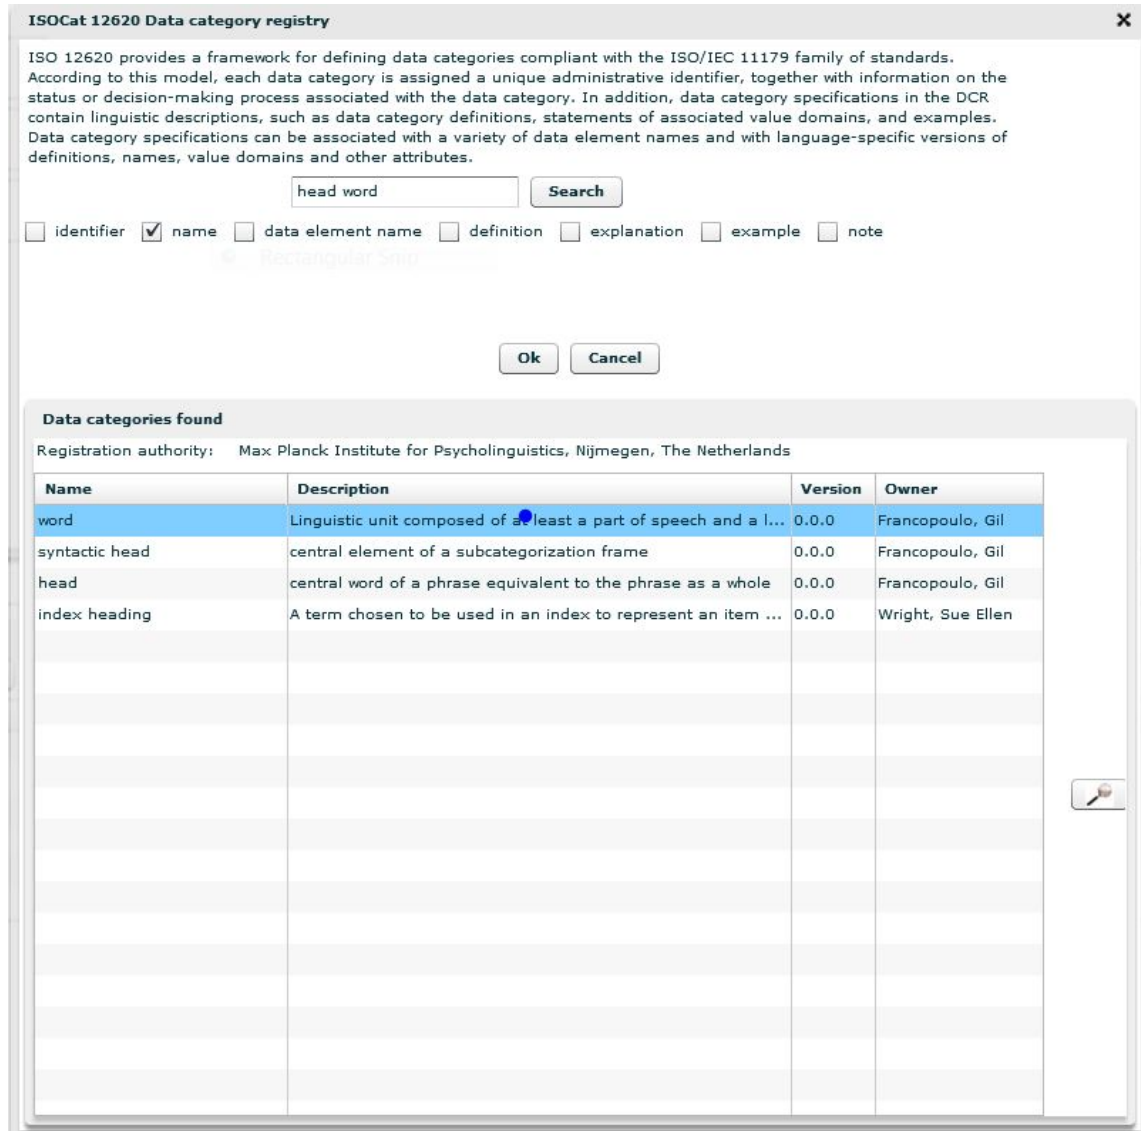 ISOCat 12620 Data category registry
ISO 12620 provides a framework for defining data categories compliant with the ISO/IEC 11179 family of standards.
According to this model, each data category is assigned a unique administrative identifier, together with information on the
status or decision-making process associated with the data category. In addition, data category specifications in the DCR
contain linguistic descriptions, such as data category definitions, statements of associated value domains, and examples.
Data category specifications can be associated with a variety of data element names and with language-specific versions of
definitions, names, value domains and other attributes.
head word Search
identifier name data element name definition explanation example note
Rectangular Snip
Ok Cancel
Data categories found
Registration authority: Max Planck Institute for Psycholinguistics, Nijmegen, The Netherlands
Name Description Version Owner
word Linguistic unit composed of at least a part of speech and a l... 0.0.0 Francopoulo, Gil
syntactic head central element of a subcategorization frame 0.0.0 Francopoulo, Gil
head central word of a phrase equivalent to the phrase as a whole 0.0.0 Francopoulo, Gil
index heading A term chosen to be used in an index to represent an item ... 0.0.0 Wright, Sue Ellen